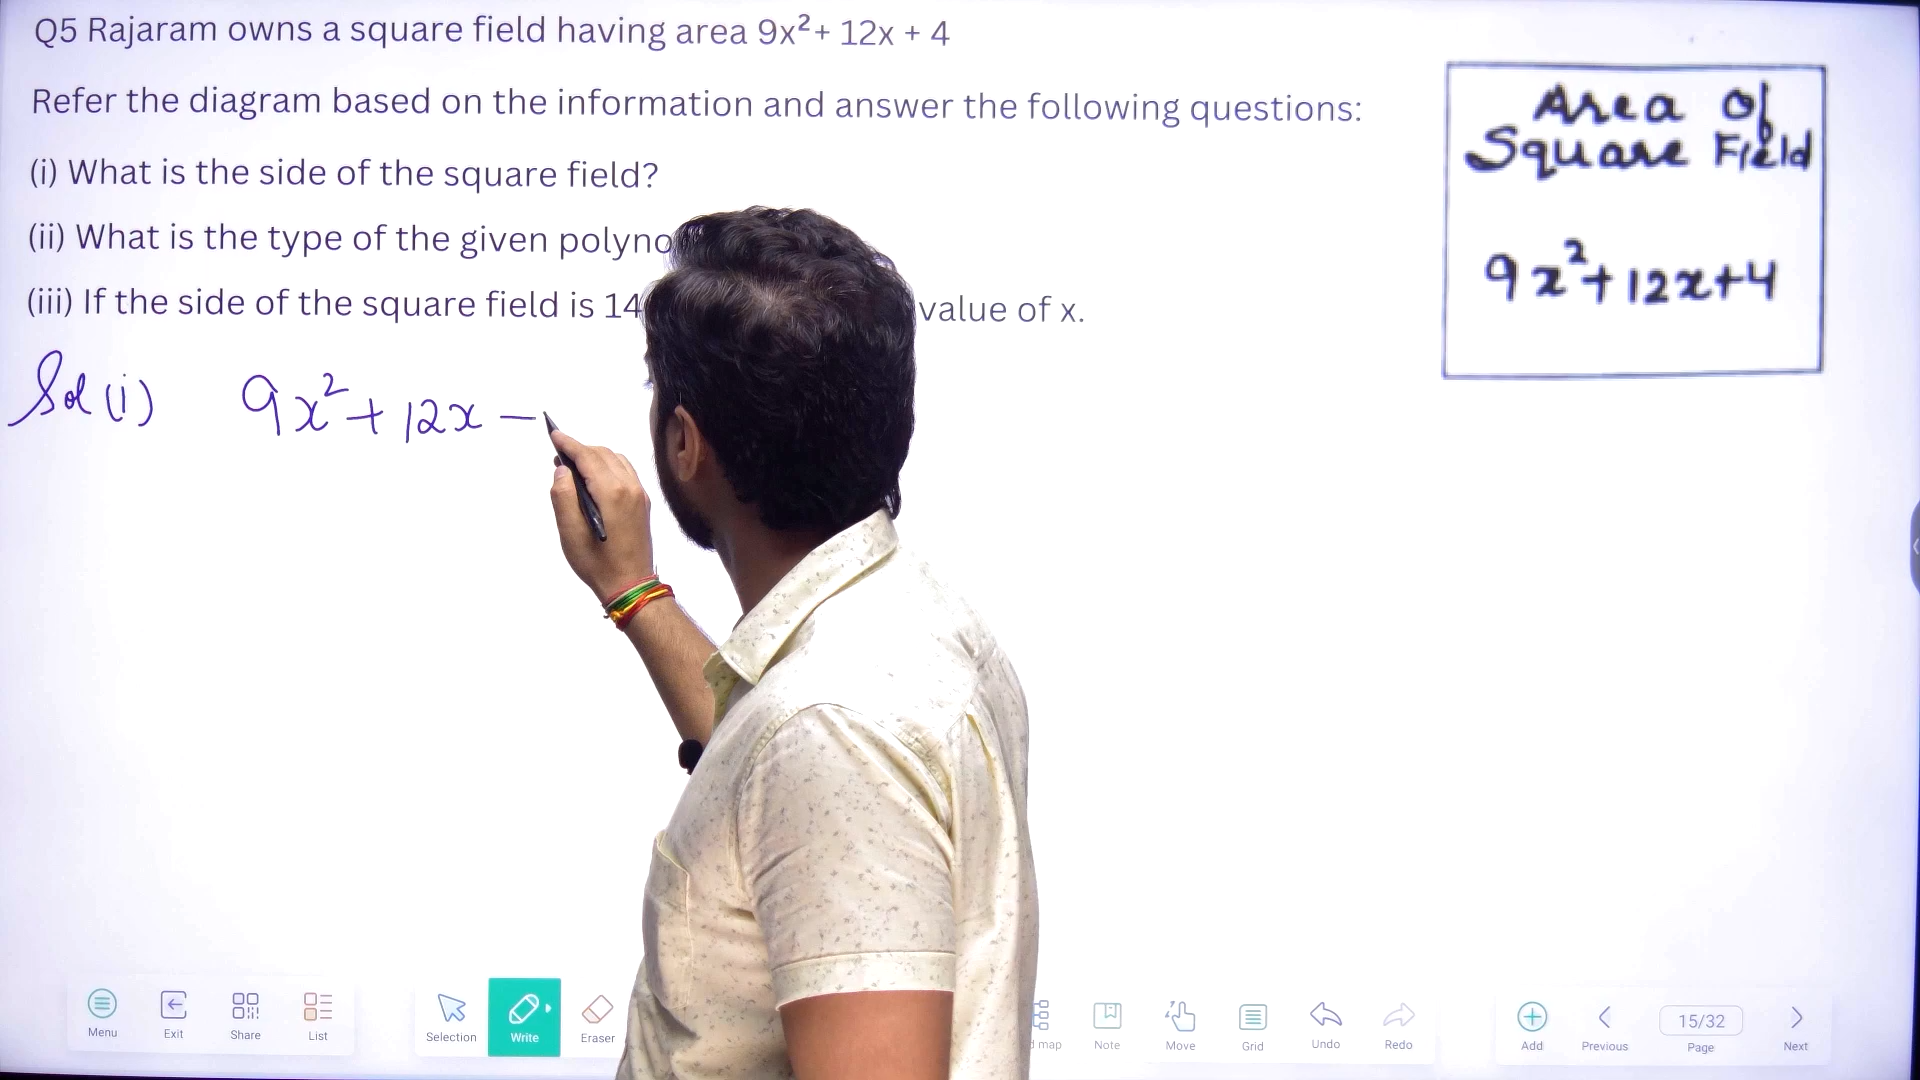 Q5 Rajaram owns a square field having area 9x²+ 12x + 4
Refer the diagram based on the information and answer the following questions:
(i) What is the side of the square field?
(ii) What is the type of the given
(iii) If the side of the square field is 14 value of x.
Area Of
Square Field
9x²+12x+4
Sol (i) 9x²+12x −
Menu
Exit
Share
List
Selection
Write
Eraser
map
Note
Move
Grid
Undo
Redo
Add
Previous
15/32
Page
Next